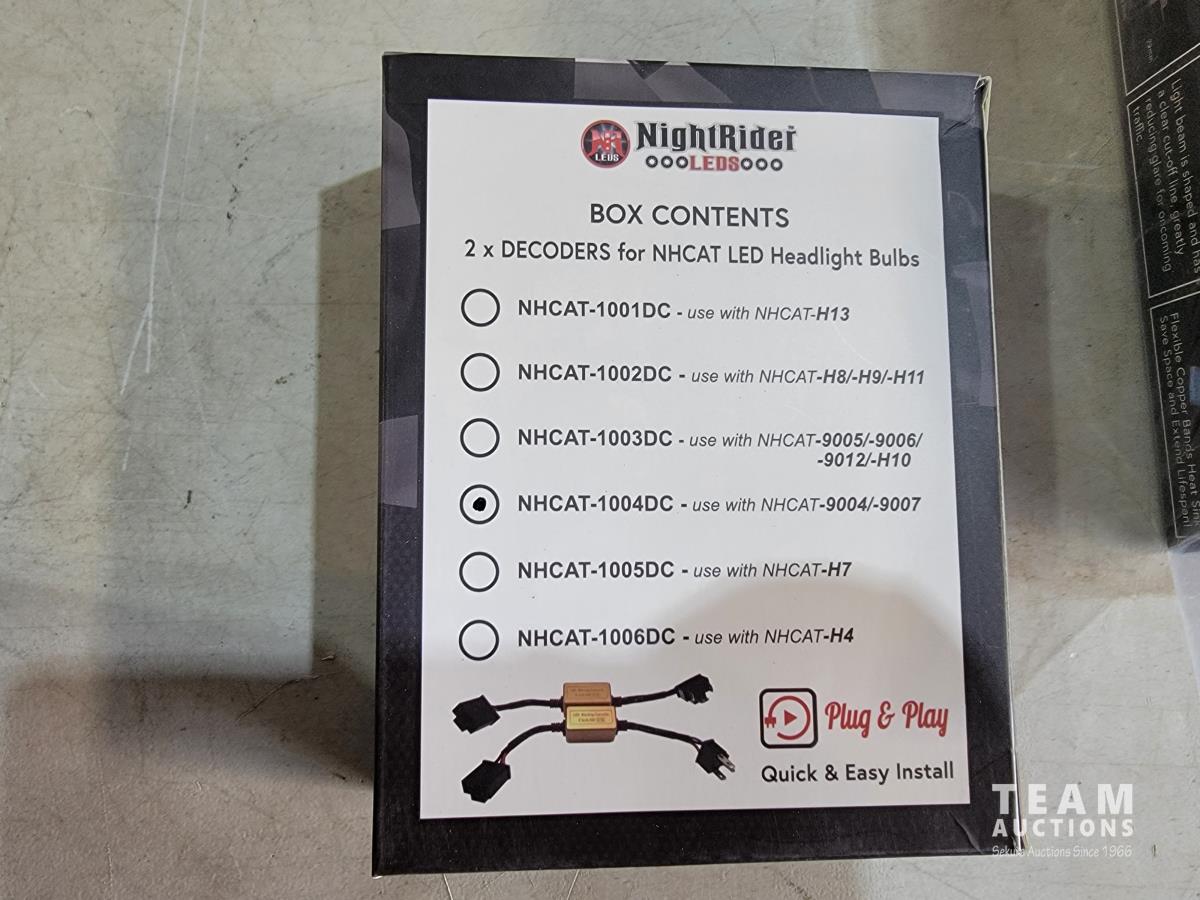 NR
LEDS
NightRider
LEDS
BOX CONTENTS
2 x DECODERS for NHCAT LED Headlight Bulbs
NHCAT-1001DC - use with NHCAT-H13
NHCAT-1002DC - use with NHCAT-H8/-H9/-H11
NHCAT-1003DC - use with NHCAT-9005/-9006/
-9012/-H10
NHCAT-1004DC - use with NHCAT-9004/-9007
NHCAT-1005DC - use with NHCAT-H7
NHCAT-1006DC - use with NHCAT-H4
Plug & Play
Quick & Easy Install
Light beam is shaped and has
a clear cut-off line, greatly
reducing glare for oncoming
traffic.
Flexible Copper Bands Heat
Save Space and Extend Lifespan!
TEAM
AUCTIONS
Sekura Auctions Since 1966